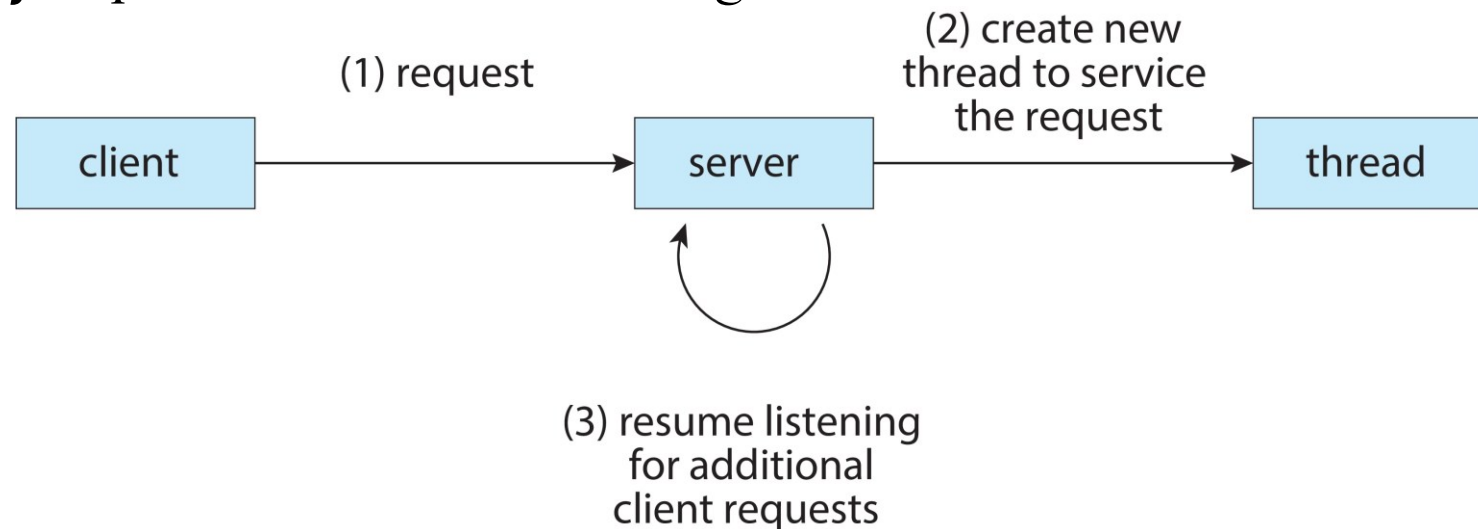 (1) request
(2) create new
thread to service
the request
client
server
thread
(3) resume listening
for additional
client requests